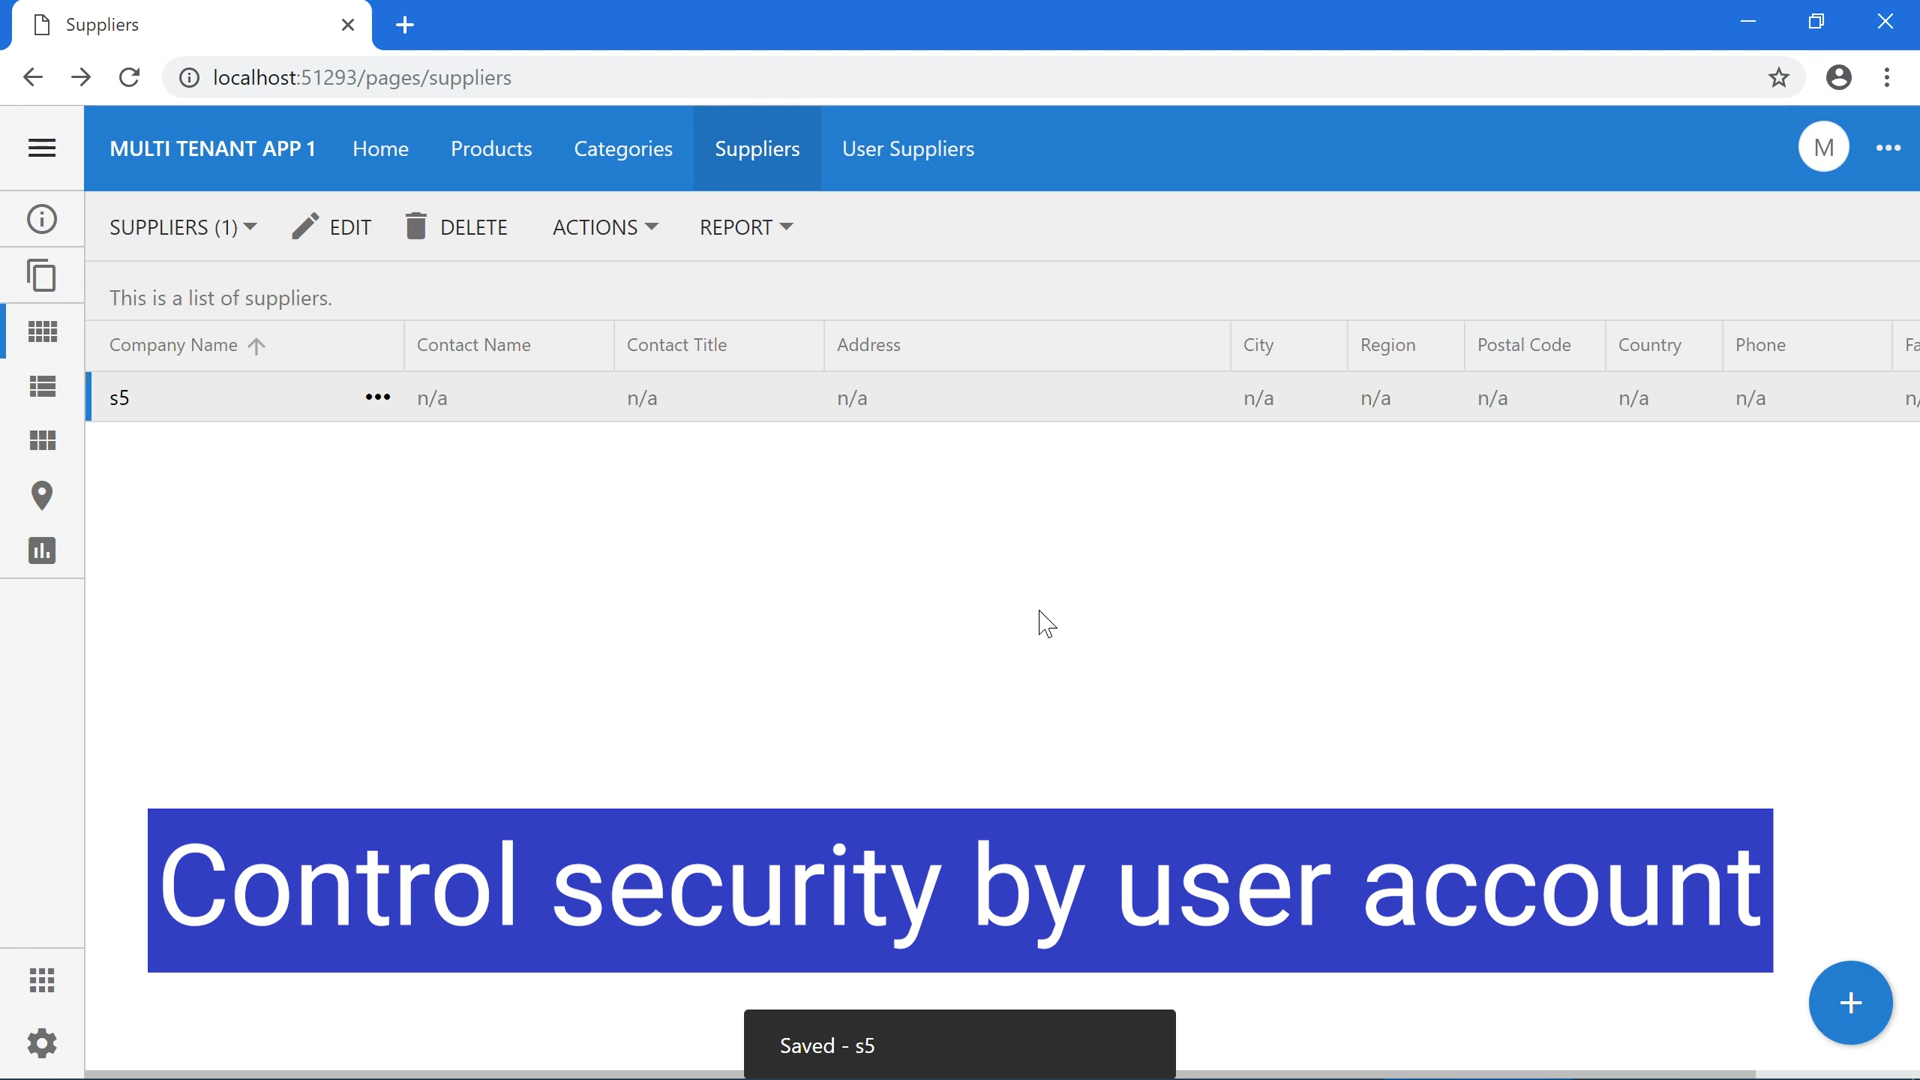 Suppliers
localhost:51293/pages/suppliers
MULTI TENANT APP 1 Home Products Categories Suppliers User Suppliers M
SUPPLIERS (1) EDIT DELETE ACTIONS REPORT
This is a list of suppliers.
Company Name Contact Name Contact Title Address City Region Postal Code Country Phone Fa
s5 n/a n/a n/a n/a n/a n/a n/a n/a n/
Control security by user account
Saved - s5